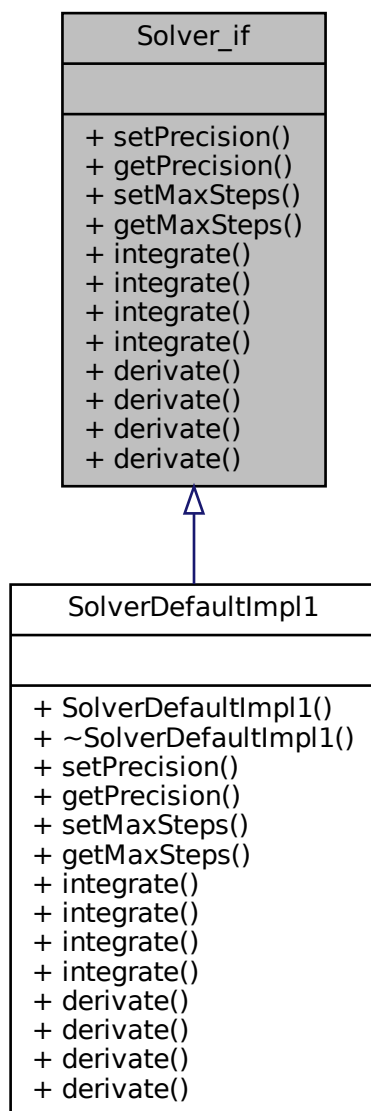 Solver_if
+ setPrecision()
+ getPrecision()
+ setMaxSteps()
+ getMaxSteps()
+ integrate()
+ integrate()
+ integrate()
+ integrate()
+ derivate()
+ derivate()
+ derivate()
+ derivate()
SolverDefaultImpl1
+ SolverDefaultImpl1()
+ ~SolverDefaultImpl1()
+ setPrecision()
+ getPrecision()
+ setMaxSteps()
+ getMaxSteps()
+ integrate()
+ integrate()
+ integrate()
+ integrate()
+ derivate()
+ derivate()
+ derivate()
+ derivate()